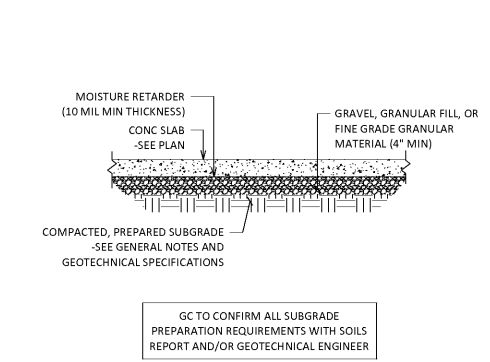 MOISTURE RETARDER
(10 MIL MIN THICKNESS)
CONC SLAB
-SEE PLAN
GRAVEL, GRANULAR FILL, OR
FINE GRADE GRANULAR
MATERIAL (4" MIN)
COMPACTED, PREPARED SUBGRADE
-SEE GENERAL NOTES AND
GEOTECHNICAL SPECIFICATIONS
GC TO CONFIRM ALL SUBGRADE
PREPARATION REQUIREMENTS WITH SOILS
REPORT AND/OR GEOTECHNICAL ENGINEER